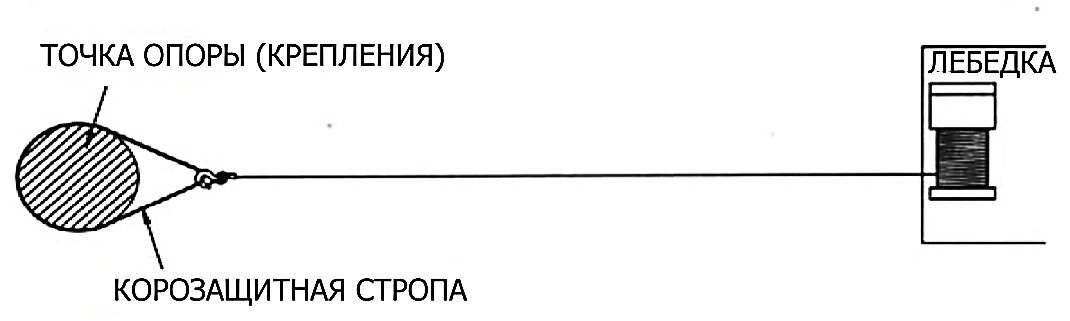 ТОЧКА ОПОРЫ (КРЕПЛЕНИЯ)
ЛЕБЕДКА
КОРОЗАЩИТНАЯ СТРОПА